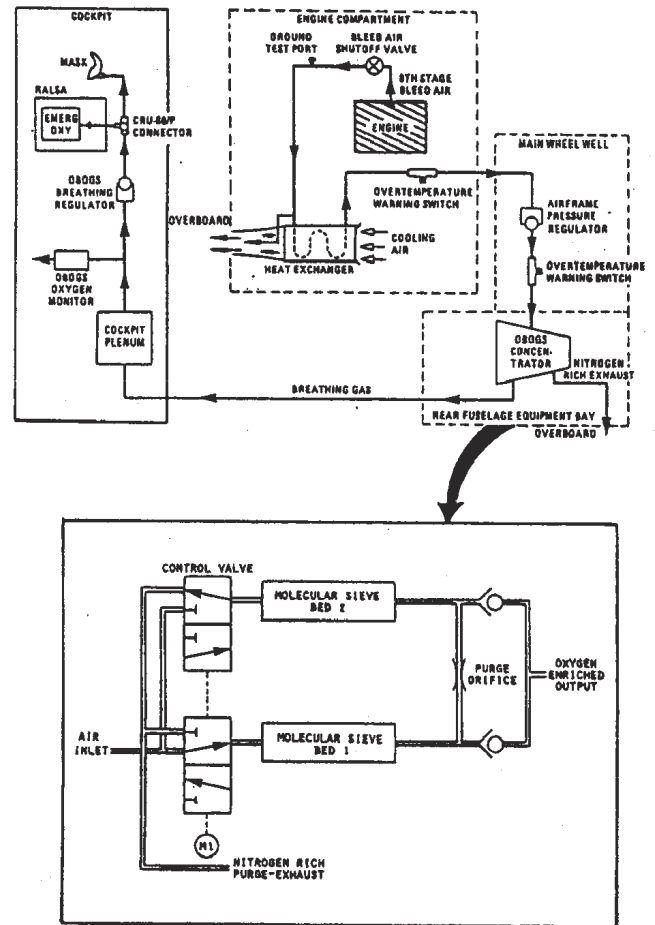 COCKPIT
MASK
RALSA
EMERG
OXY
CRU-60/P
CONNECTOR
OBOGS
BREATHING
REGULATOR
OBOGS
OXYGEN
MONITOR
COCKPIT
PLENUM
ENGINE COMPARTMENT
GROUND
TEST PORT
BLEED AIR
SHUTOFF VALVE
8TH STAGE
BLEED AIR
ENGINE
OVERTEMPERATURE
WARNING SWITCH
OVERBOARD
COOLING
AIR
HEAT EXCHANGER
MAIN WHEEL WELL
AIRFRAME
PRESSURE
REGULATOR
OVERTEMPERATURE
WARNING SWITCH
OBOGS
CONCEN-
TRATOR
NITROGEN
RICH EXHAUST
BREATHING GAS
REAR FUSELAGE EQUIPMENT BAY
OVERBOARD
CONTROL VALVE
MOLECULAR SIEVE
BED 2
PURGE
ORIFICE
OXYGEN
ENRICHED
OUTPUT
AIR
INLET
MOLECULAR SIEVE
BED 1
M1
NITROGEN RICH
PURGE-EXHAUST